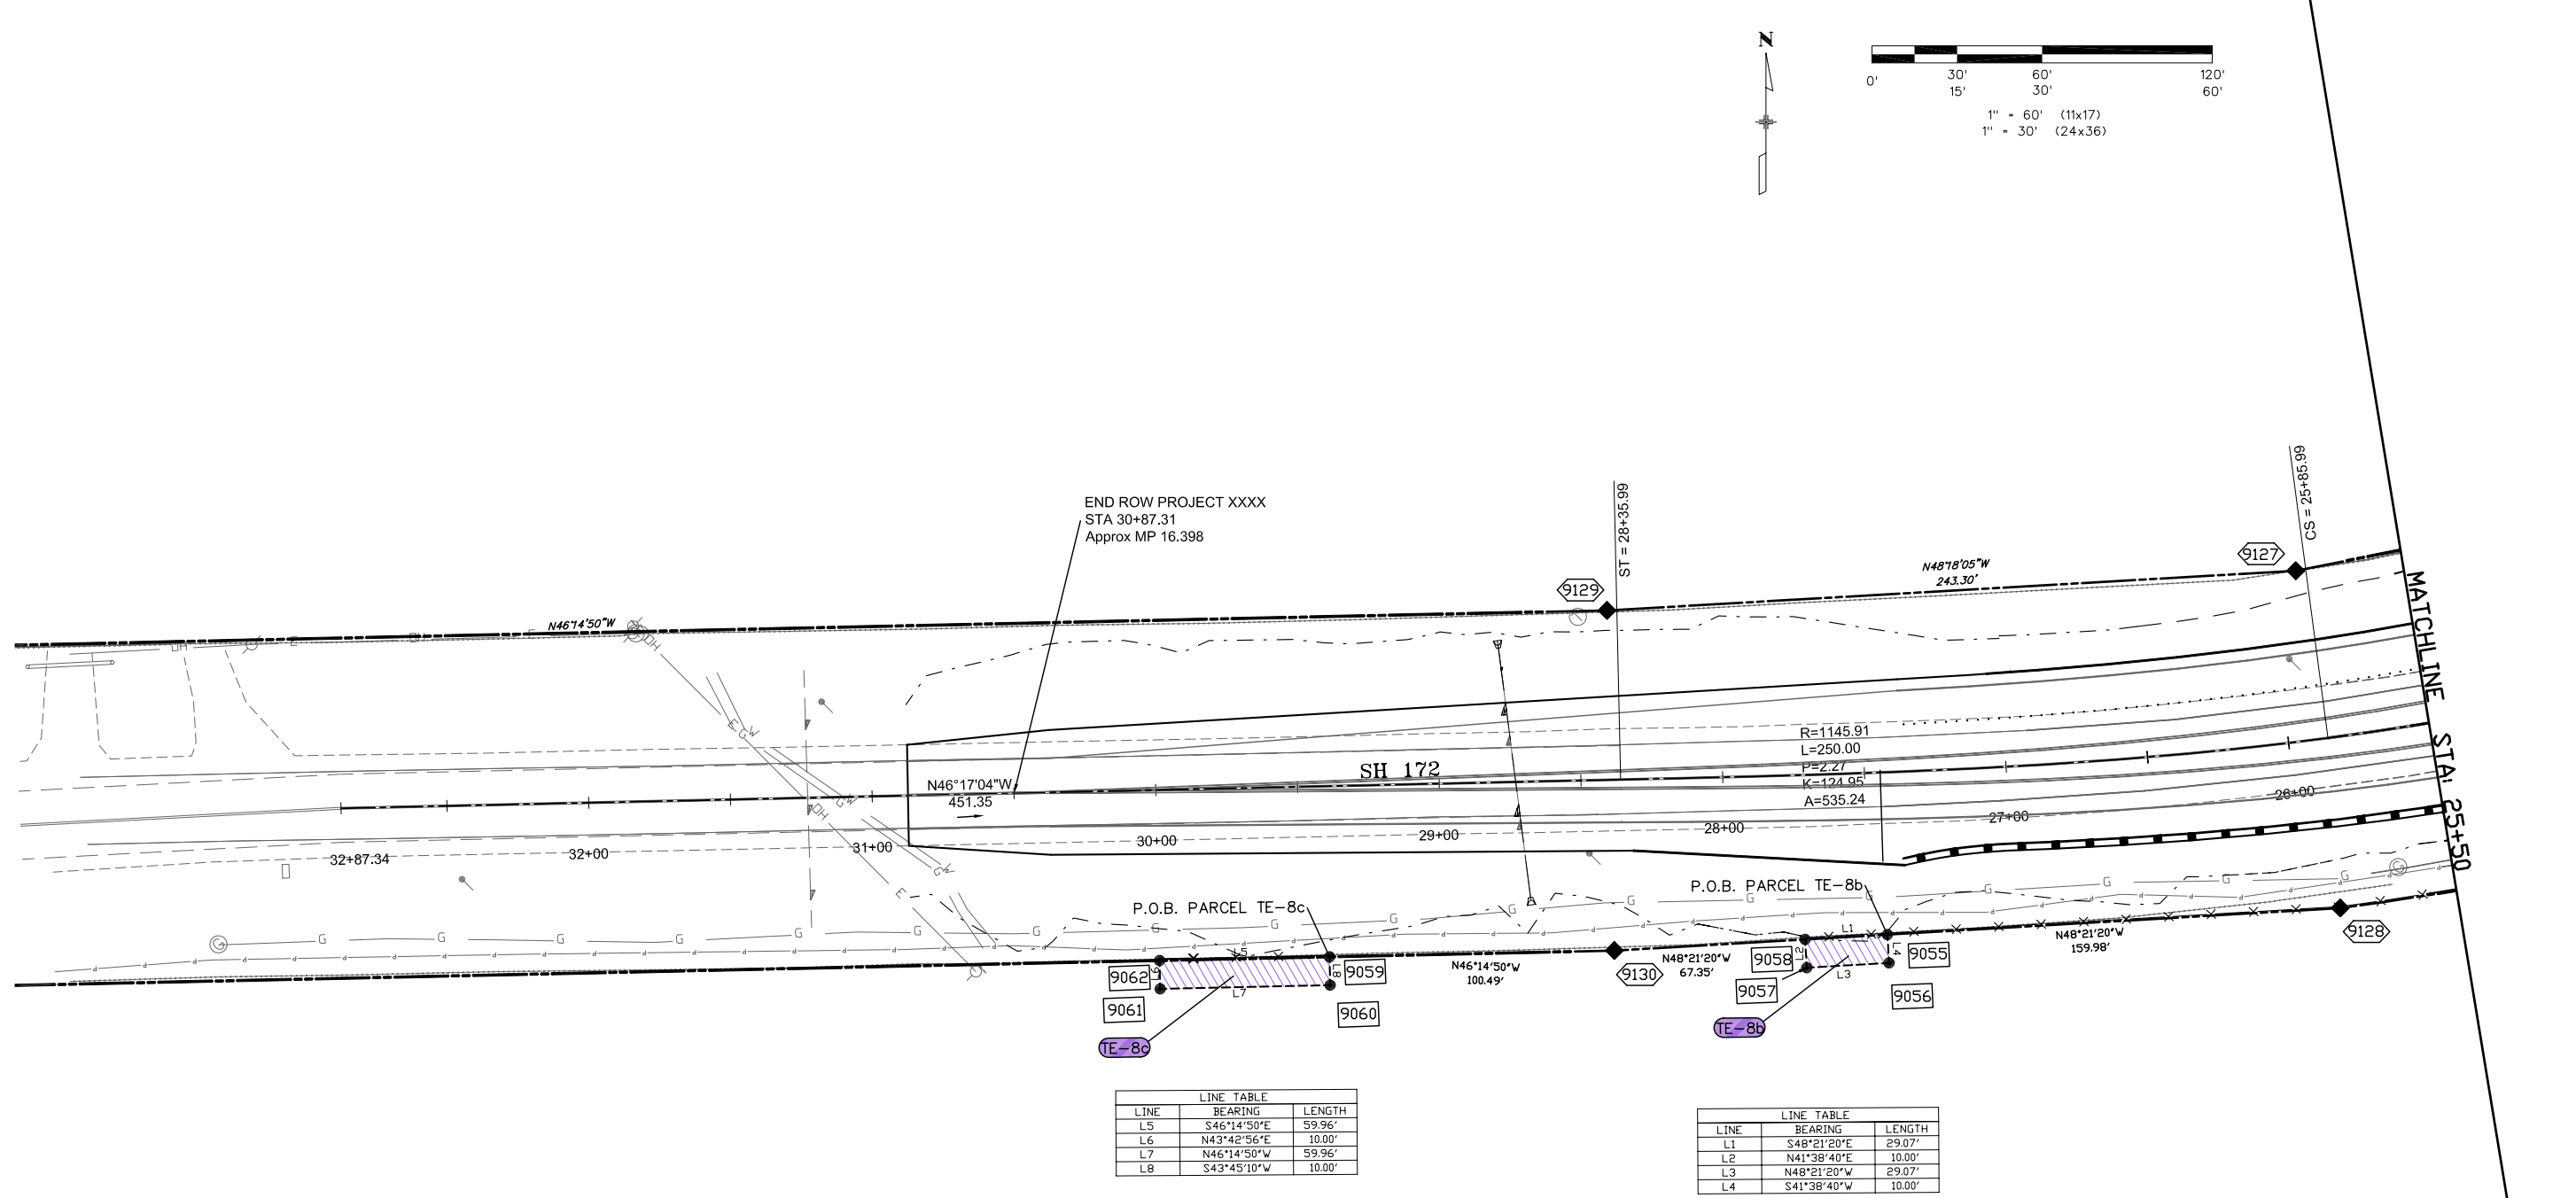 N
0' 30' 60' 120'
15' 30' 60'
1" = 60' (11x17)
1" = 30' (24x36)
CS = 25+85.99
ST = 28+35.99
END ROW PROJECT XXXX
STA 30+87.31
Approx MP 16.398
9127
N48°18'05"W
243.30'
9129
N46°14'50"W
MATCHLINE STA: 25+50
OH
E
E
OH
E
GW
R=1145.91
L=250.00
P=2.27
K=124.95
A=535.24
SH 172
N46°17'04"W
451.35
GW
OH
26+00
27+00
28+00
29+00
30+00
31+00
32+00
32+87.34
GW
E
P.O.B. PARCEL TE-8b
P.O.B. PARCEL TE-8c
G G G G G G G G G G G G G G G G G G
9128
N48°21'20"W
159.98'
L1
L2
L3
L4
9055
9056
9058
9057
N48°21'20"W
67.35'
9130
N46°14'50"W
100.49'
L5
L6
L7
L8
9059
9060
9062
9061
TE-8b
TE-8c
LINE TABLE
LINE BEARING LENGTH
L5 S46°14'50"E 59.96'
L6 N43°42'56"E 10.00'
L7 N46°14'50"W 59.96'
L8 S43°45'10"W 10.00'
LINE TABLE
LINE BEARING LENGTH
L1 S48°21'20"E 29.07'
L2 N41°38'40"E 10.00'
L3 N48°21'20"W 29.07'
L4 S41°38'40"W 10.00'